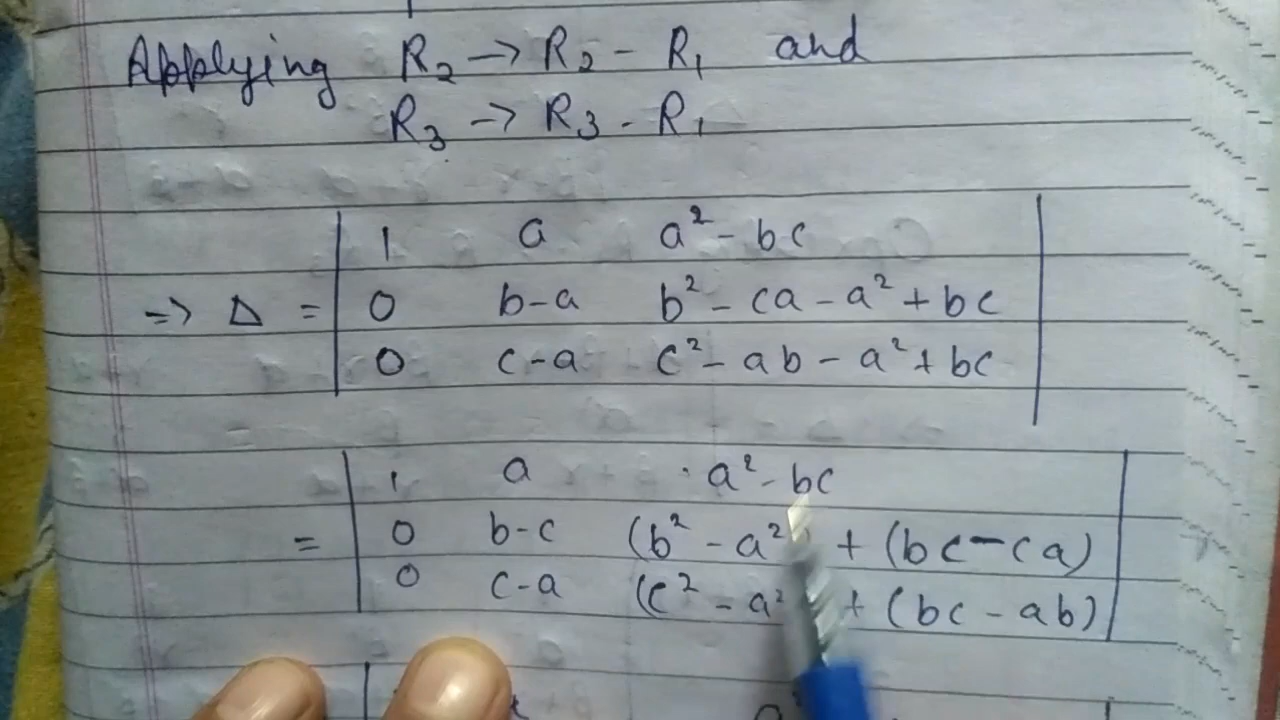 Applying R₂ → R₂ - R₁ and
R₃ → R₃ - R₁
1 a a² - bc
=> Δ = 0 b-a b² - ca - a² + bc
0 c-a c² - ab - a² + bc
1 a a² - bc
= 0 b-c (b² - a²) + (bc - ca)
0 c-a (c² - a² + (bc - ab)